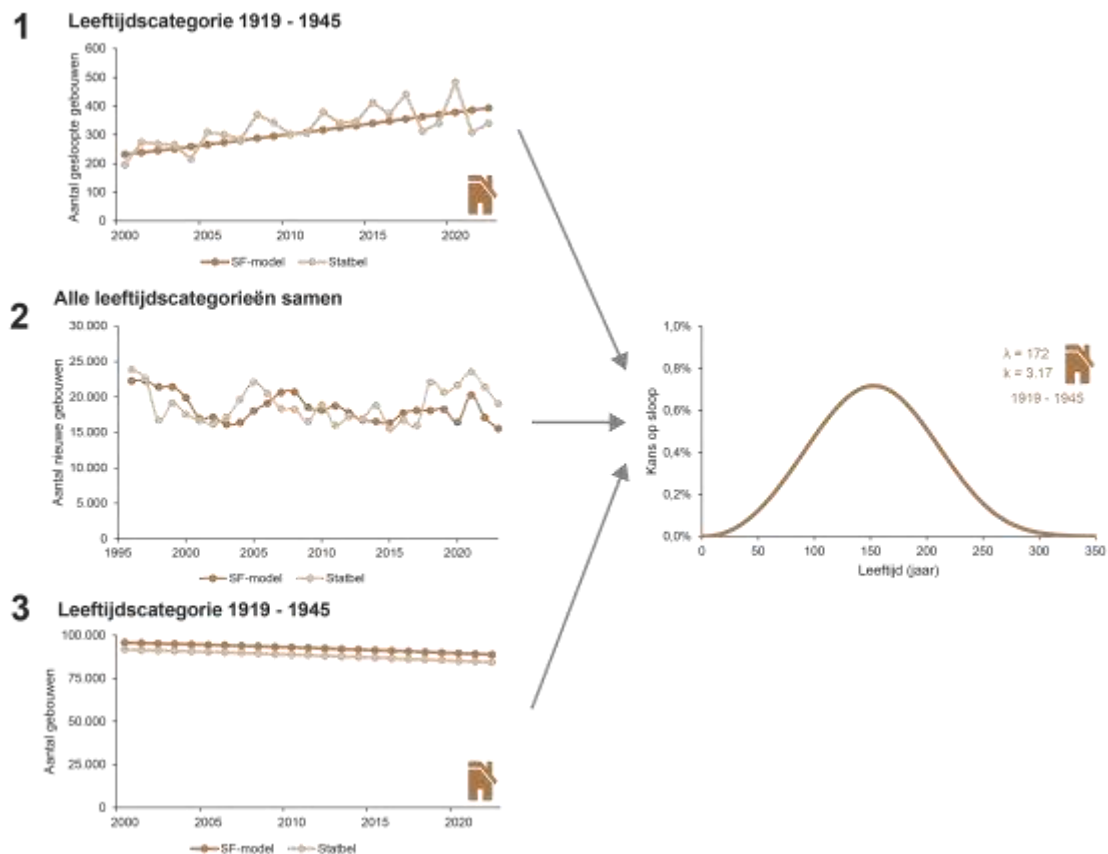 1 Leeftijdscategorie 1919 - 1945
Aantal gesloopte gebouwen
600
500
400
300
200
100
0
2000 2005 2010 2015 2020
SF-model Statbel
2 Alle leeftijdscategorieën samen
Aantal nieuwe gebouwen
30.000
25.000
20.000
15.000
10.000
5.000
0
1995 2000 2005 2010 2015 2020
SF-model Statbel
3 Leeftijdscategorie 1919 - 1945
Aantal gebouwen
100.000
75.000
50.000
25.000
0
2000 2005 2010 2015 2020
SF-model Statbel
Kans op sloop
1,0%
0,8%
0,6%
0,4%
0,2%
0,0%
0 50 100 150 200 250 300 350
Leeftijd (jaar)
λ = 172
k = 3.17
1919 - 1945